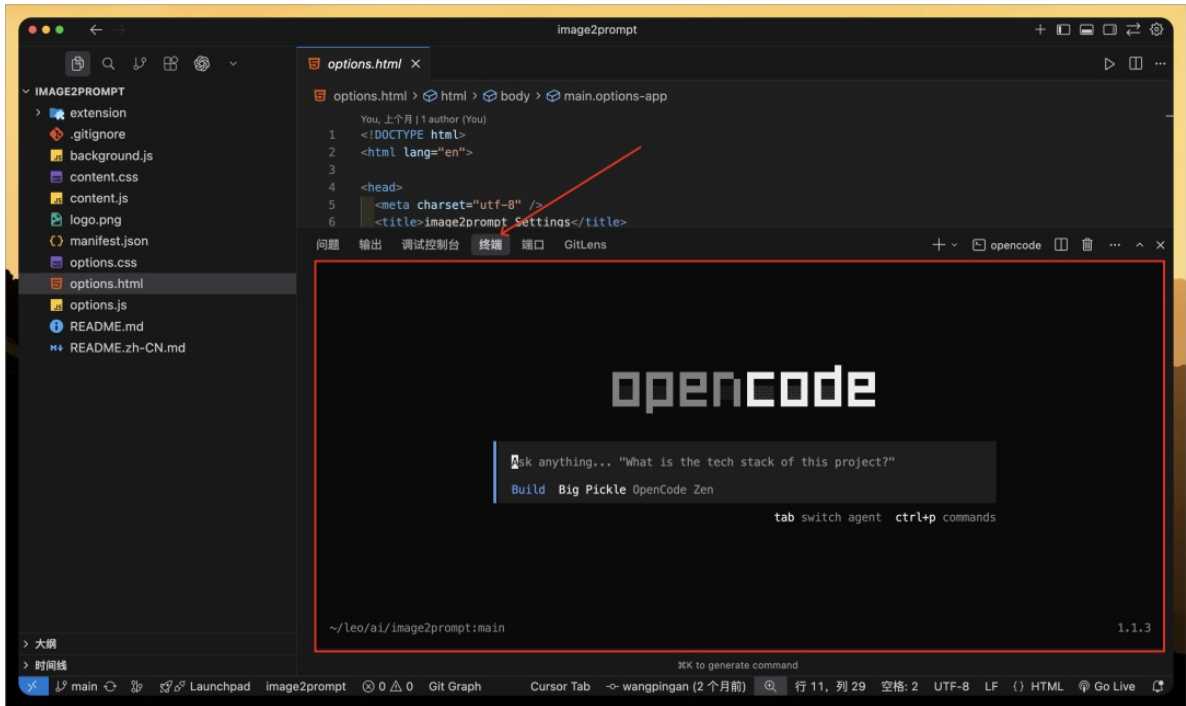 image2prompt
options.html
IMAGE2PROMPT
extension
.gitignore
background.js
content.css
content.js
logo.png
manifest.json
options.css
options.html
options.js
README.md
README.zh-CN.md
大纲
时间线
options.html > html > body > main.options-app
You, 上个月 | 1 author (You)
1 <!DOCTYPE html>
2 <html lang="en">
3
4 <head>
5 <meta charset="utf-8" />
6 <title>image2prompt Settings</title>
问题 输出 调试控制台 终端 端口 GitLens
opencode
opencode
Ask anything... "What is the tech stack of this project?"
Build Big Pickle OpenCode Zen
tab switch agent ctrl+p commands
~/leo/ai/image2prompt:main 1.1.3
⌘K to generate command
main Launchpad image2prompt 0 0 Git Graph Cursor Tab wangpingan (2 个月前) 行 11, 列 29 空格: 2 UTF-8 LF {} HTML Go Live